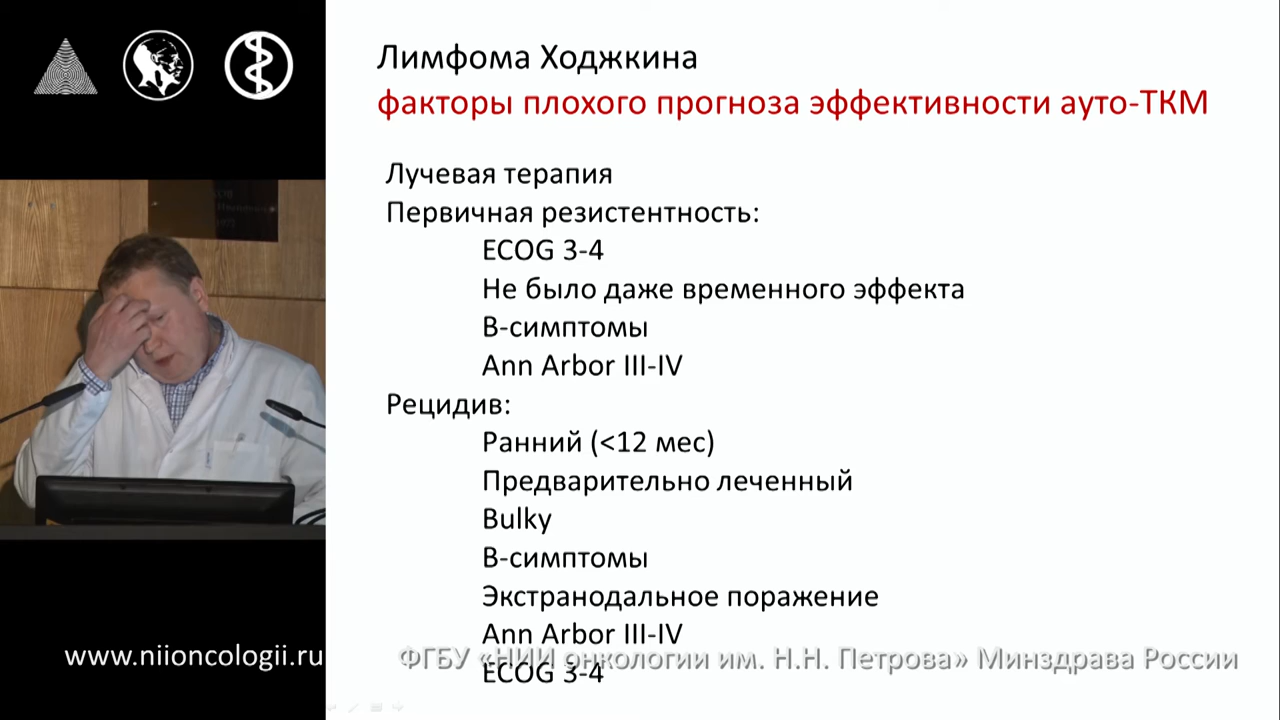 Лимфома Ходжкина
факторы плохого прогноза эффективности ауто-ТКМ
Лучевая терапия
Первичная резистентность:
ECOG 3-4
Не было даже временного эффекта
В-симптомы
Ann Arbor III-IV
Рецидив:
Ранний (<12 мес)
Предварительно леченный
Bulky
В-симптомы
Экстранодальное поражение
Ann Arbor III-IV
ECOG 3-4
www.niioncologii.ru
ФГБУ «НИИ онкологии им. Н.Н. Петрова» Минздрава России